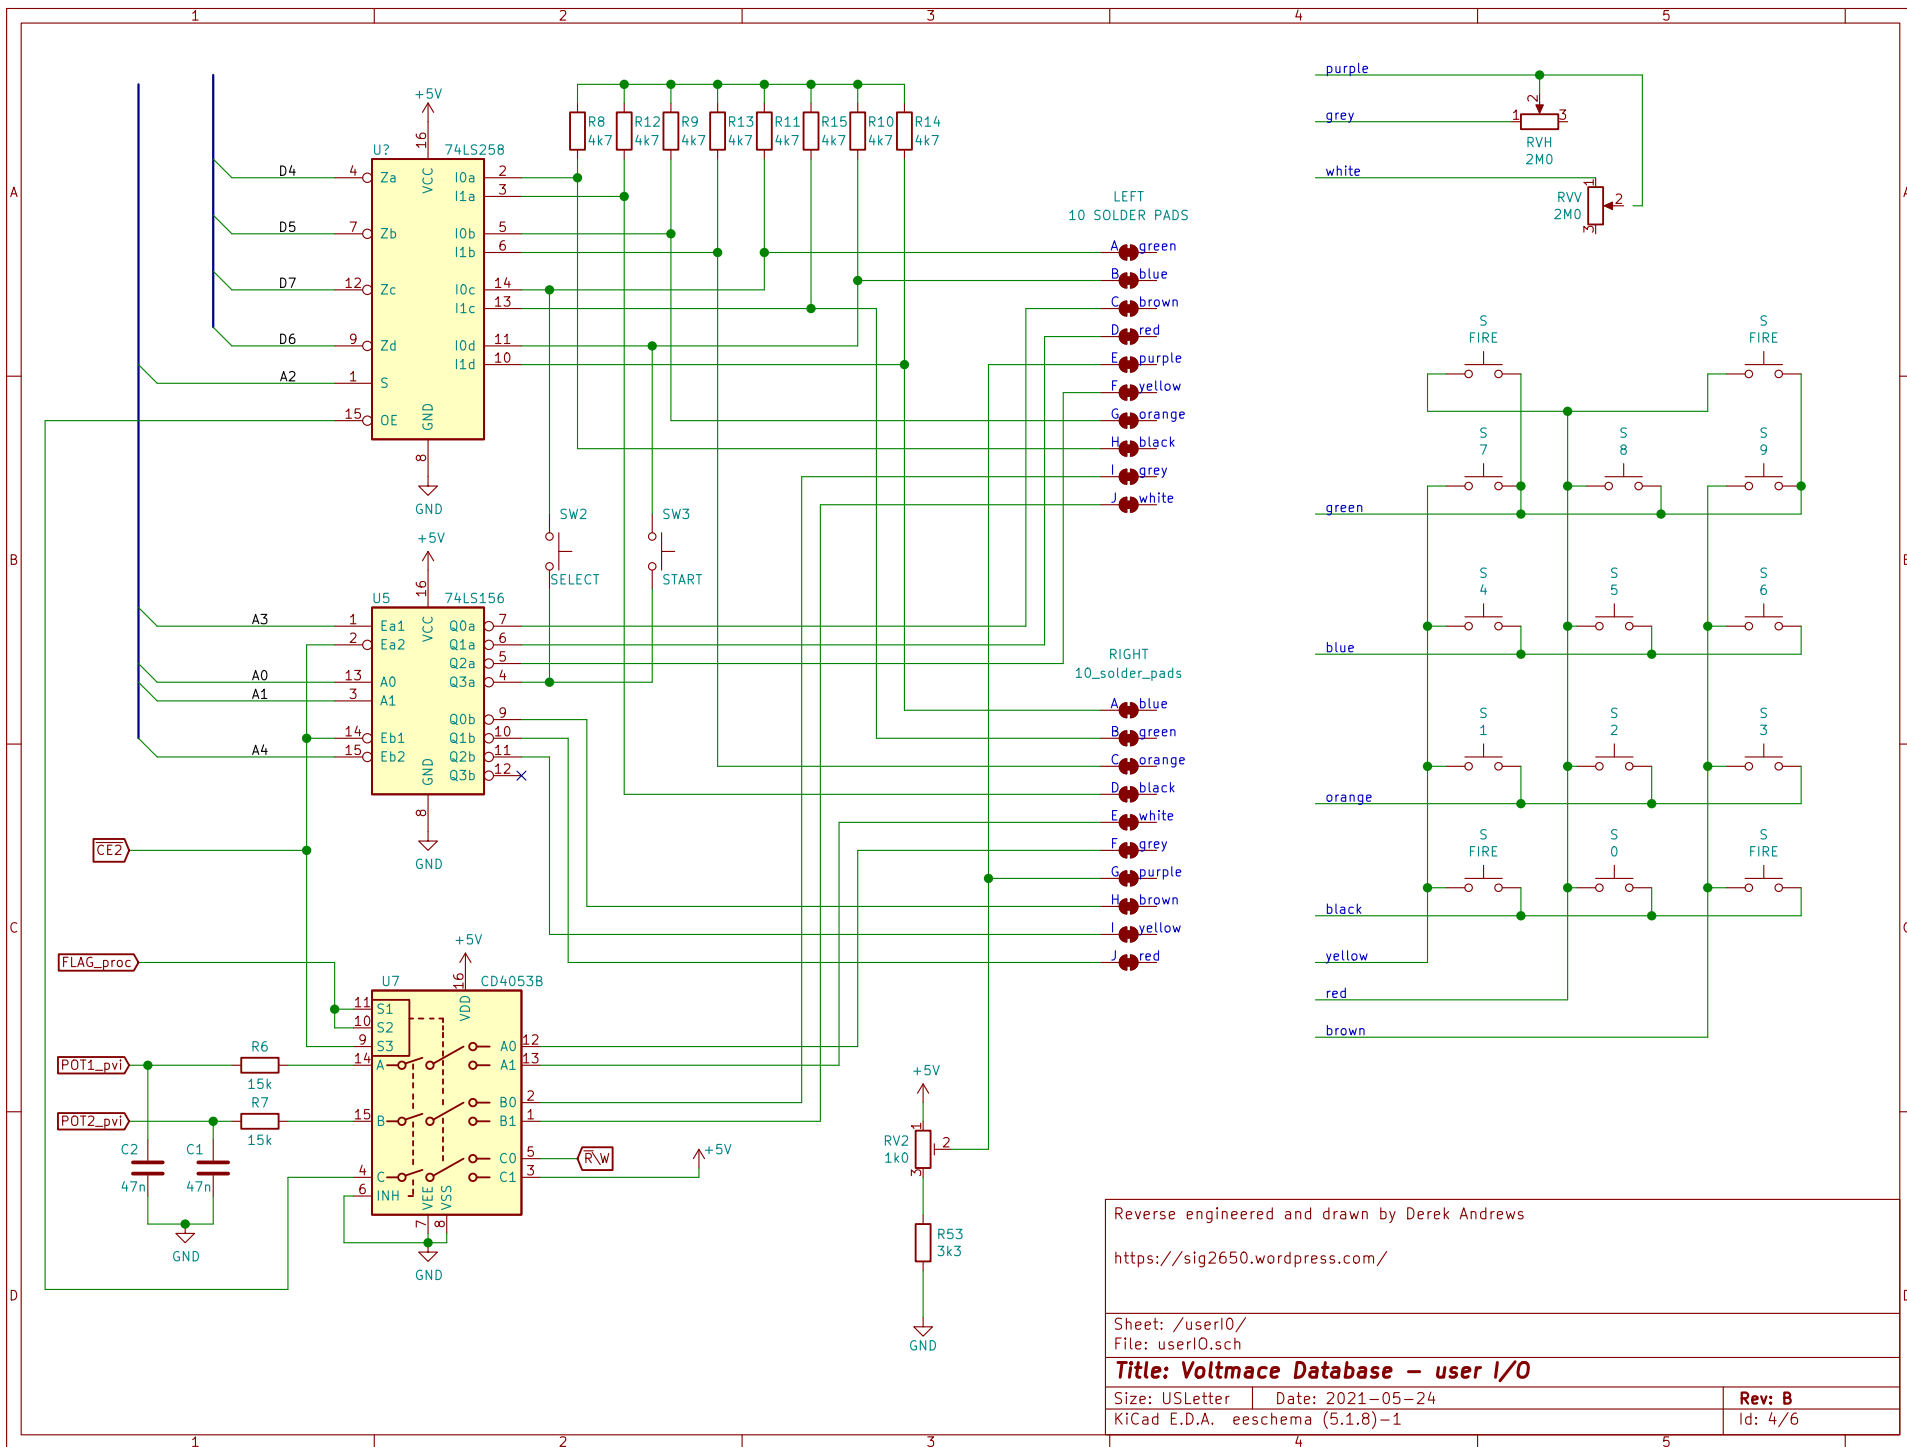 1 2 3 4 5
A
B
C
D
+5V
16
U? 74LS258
VCC
D4 4 Za I0a 2
I1a 3
D5 7 Zb I0b 5
I1b 6
D7 12 Zc I0c 14
I1c 13
D6 9 Zd I0d 11
I1d 10
A2 1 S
15 OE
GND
8
GND
R8 R12 R9 R13 R11 R15 R10 R14
4k7 4k7 4k7 4k7 4k7 4k7 4k7 4k7
SW2 SW3
SELECT START
+5V
16
U5 74LS156
VCC
A3 1 Ea1 Q0a 7
2 Ea2 Q1a 6
Q2a 5
A0 13 A0 Q3a 4
A1 3 A1
Q0b 9
14 Eb1 Q1b 10
A4 15 Eb2 Q2b 11
Q3b 12
GND
8
GND
CE2
FLAG_proc
POT1_pvi
POT2_pvi
R6
15k
R7
15k
C2 C1
47n 47n
GND
+5V
16
U7 CD4053B
VDD
11 S1
10 S2
9 S3
A0 12
14 A A1 13
B0 2
15 B B1 1
C0 5 R\W
4 C C1 3 +5V
6 INH
VEE VSS
7 8
GND
LEFT
10 SOLDER PADS
A green
B blue
C brown
D red
E purple
F yellow
G orange
H black
I grey
J white
RIGHT
10_solder_pads
A blue
B green
C orange
D black
E white
F grey
G purple
H brown
I yellow
J red
+5V
1
RV2 2
1k0
3
R53
3k3
GND
purple
2
grey 1 3
RVH
2M0
white
1
RVV 2
2M0
3
S S
FIRE FIRE
S S S
7 8 9
green
S S S
4 5 6
blue
S S S
1 2 3
orange
S S S
FIRE 0 FIRE
black
yellow
red
brown
Reverse engineered and drawn by Derek Andrews
https://sig2650.wordpress.com/
Sheet: /userIO/
File: userIO.sch
Title: Voltmace Database – user I/O
Size: USLetter Date: 2021-05-24 Rev: B
KiCad E.D.A. eeschema (5.1.8)-1 Id: 4/6
1 2 3 4 5